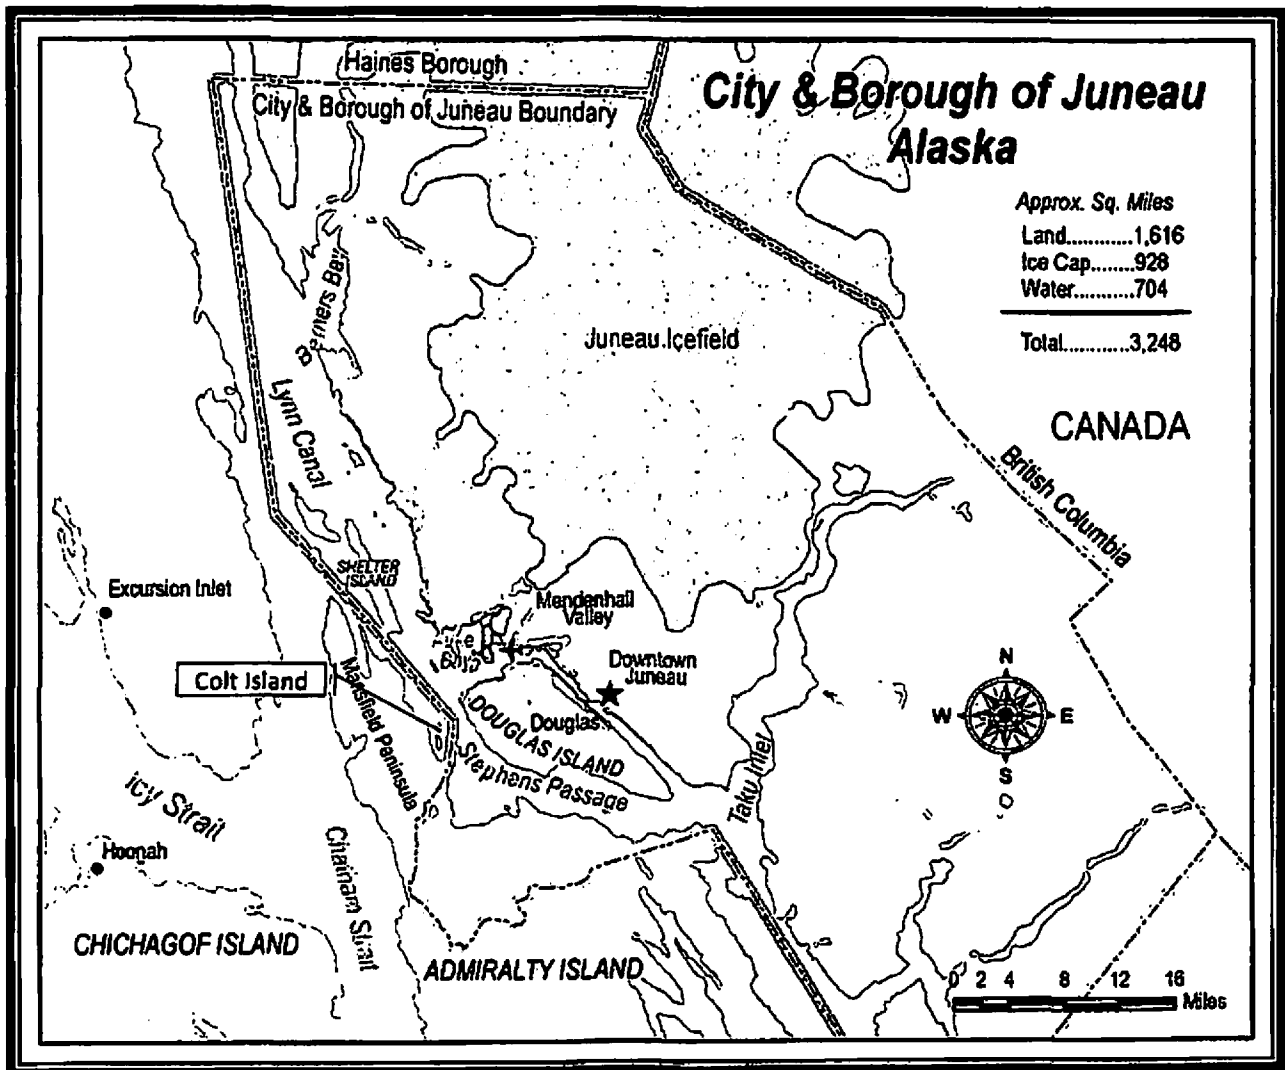 Haines Borough
City & Borough of Juneau Boundary
City & Borough of Juneau
Alaska
Approx. Sq. Miles
Land............1,616
Ice Cap........928
Water...........704
Total............3,248
Berners Bay
Juneau Icefield
Lynn Canal
CANADA
British Columbia
SHELTER
ISLAND
Excursion Inlet
Mendenhall
Valley
Downtown
Juneau
Colt Island
Mansfield Peninsula
Douglas
DOUGLAS ISLAND
Stephens Passage
Taku Inlet
N
W
E
S
Icy Strait
Hoonah
Chatham Strait
CHICHAGOF ISLAND
ADMIRALTY ISLAND
0 2 4 8 12 16
Miles